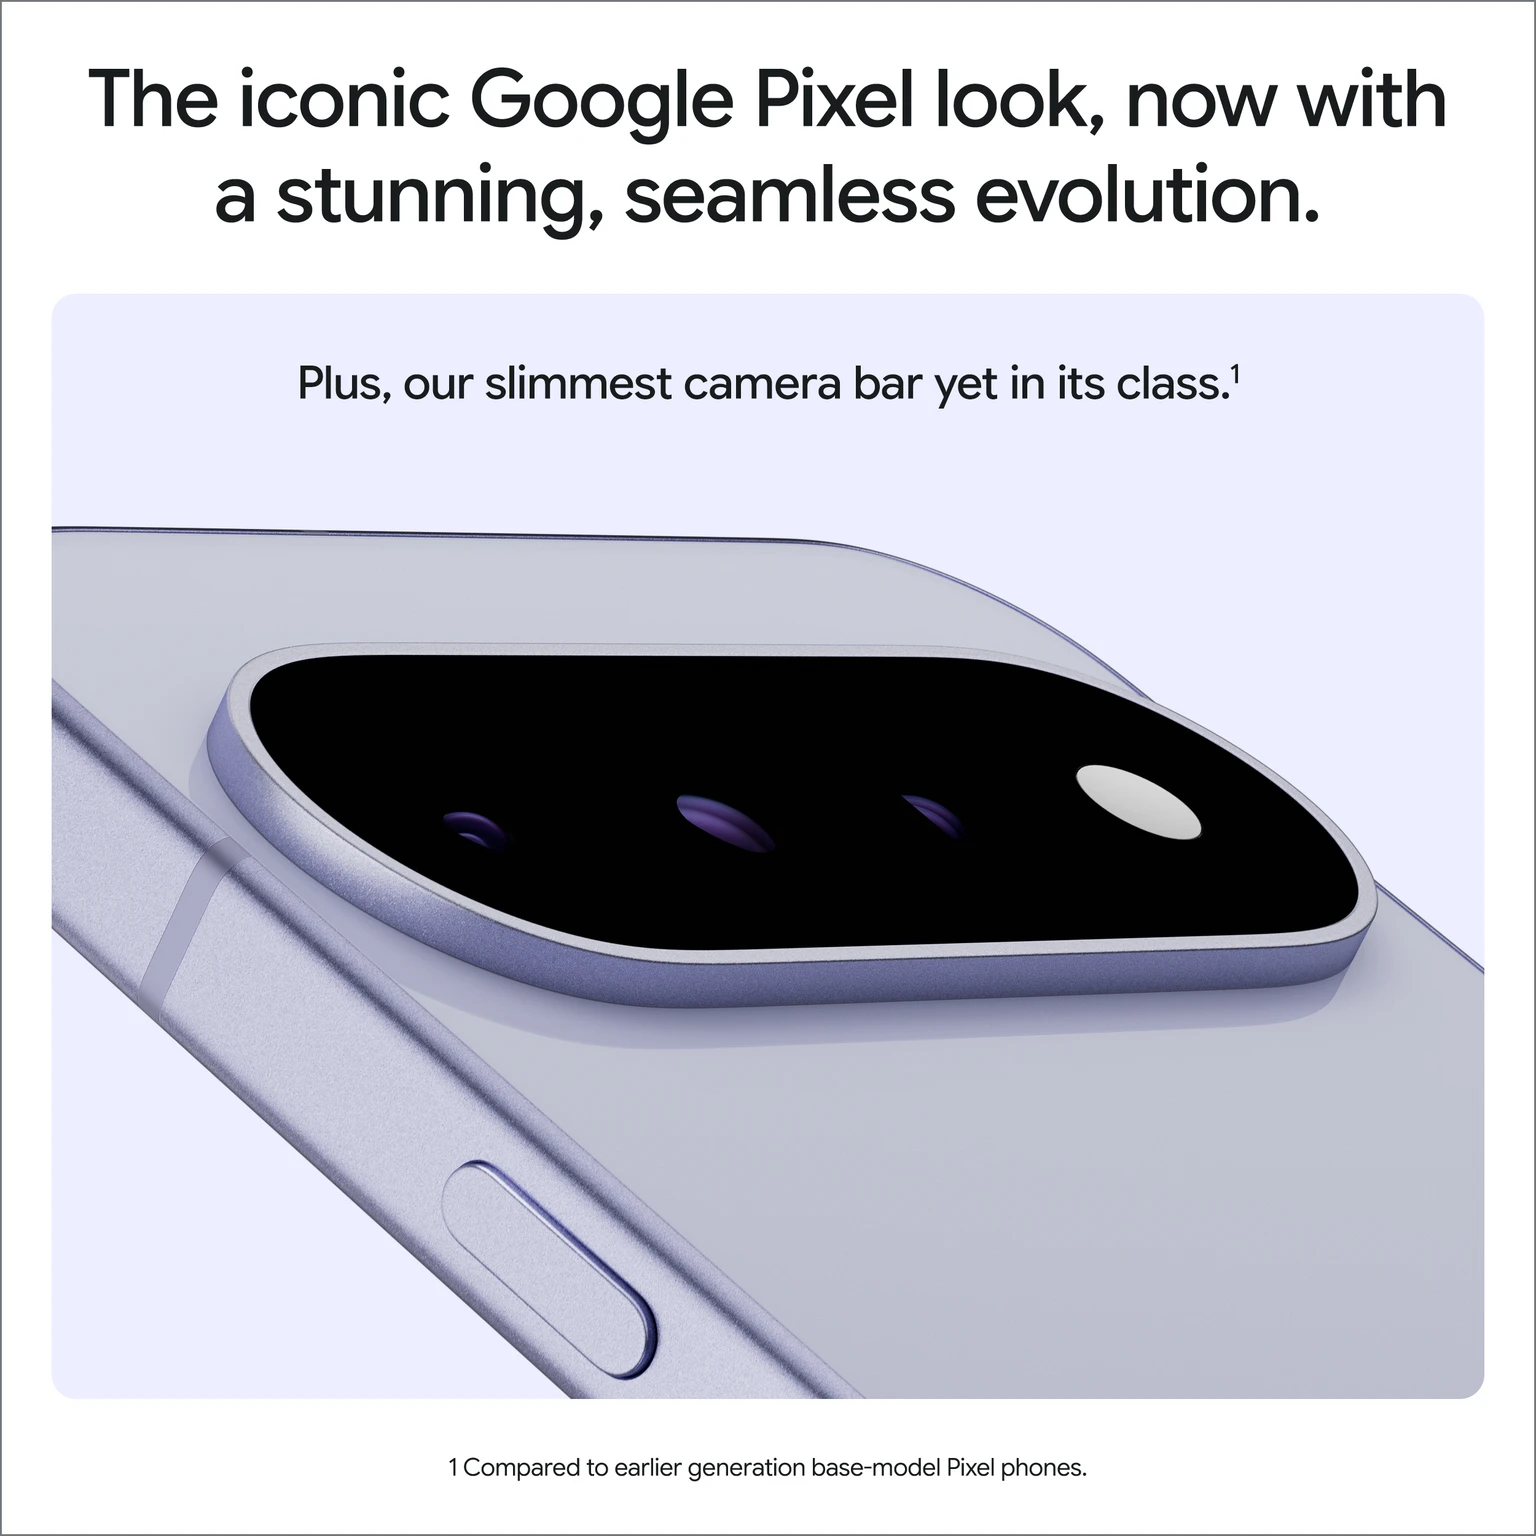 The iconic Google Pixel look, now with
a stunning, seamless evolution.
Plus, our slimmest camera bar yet in its class.¹
1 Compared to earlier generation base-model Pixel phones.